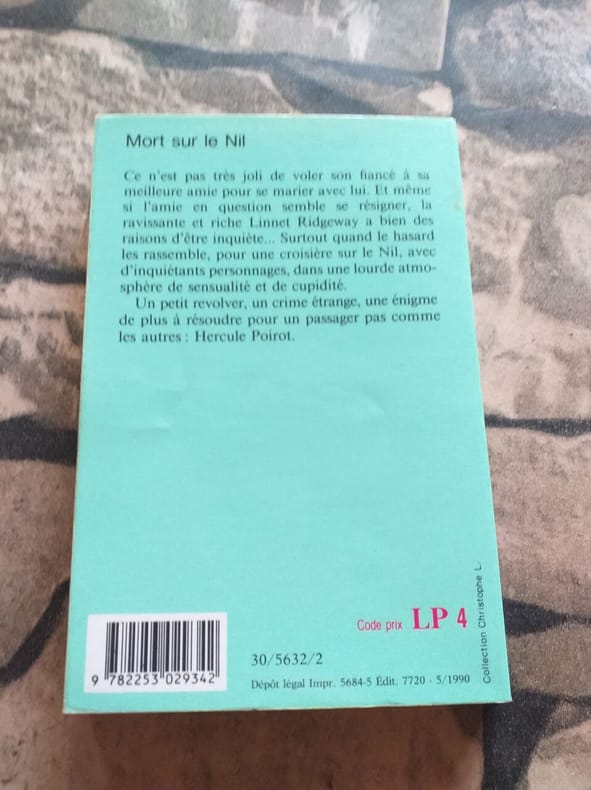 Mort sur le Nil
Ce n'est pas très joli de voler son fiancé à sa
meilleure amie pour se marier avec lui. Et même
si l'amie en question semble se résigner, la
ravissante et riche Linnet Ridgeway a bien des
raisons d'être inquiète... Surtout quand le hasard
les rassemble, pour une croisière sur le Nil, avec
d'inquiétants personnages, dans une lourde atmo-
sphère de sensualité et de cupidité.
Un petit revolver, un crime étrange, une énigme
de plus à résoudre pour un passager pas comme
les autres : Hercule Poirot.
Code prix LP 4
Collection Christophe L.
9 782253 029342
30/5632/2
Dépôt légal Impr. 5684-5 Édit. 7720 - 5/1990